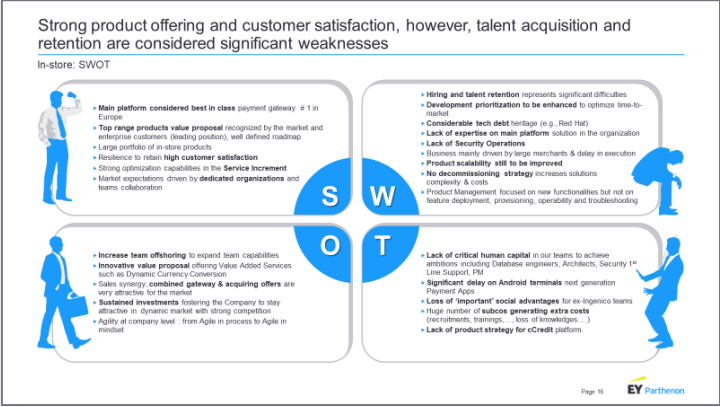 Strong product offering and customer satisfaction, however, talent acquisition and
retention are considered significant weaknesses
In-store: SWOT
Main platform considered best in class payment gateway # 1 in
Europe
Top range products value proposal recognized by the market and
enterprise customers (leading position), well defined roadmap
Large portfolio of in-store products
Resilience to retain high customer satisfaction
Strong optimization capabilities in the Service Increment
Market expectations driven by dedicated organizations and
teams collaboration
S
Hiring and talent retention represents significant difficulties
Development prioritization to be enhanced to optimize time-to-
market
Considerable tech debt heritage (e.g., Red Hat)
Lack of expertise on main platform solution in the organization
Lack of Security Operations
Business mainly driven by large merchants & delay in execution
Product scalability still to be improved
No decommissioning strategy increases solutions
complexity & costs
Product Management focused on new functionalities but not on
feature deployment, provisioning, operability and troubleshooting
W
Increase team offshoring to expand team capabilities
Innovative value proposal offering Value Added Services
such as Dynamic Currency Conversion
Sales synergy, combined gateway & acquiring offers are
very attractive for the market
Sustained investments fostering the Company to stay
attractive in dynamic market with strong competition
Agility at company level : from Agile in process to Agile in
mindset
O
Lack of critical human capital in our teams to achieve
ambitions including Database engineers, Architects, Security 1st
Line Support, PM
Significant delay on Android terminals next generation
Payment Apps
Loss of 'important' social advantages for ex-Ingenico teams
Huge number of subcos generating extra costs
(recruitments, trainings,…, loss of knowledges….)
Lack of product strategy for cCredit platform
T
Page 16
EY Parthenon